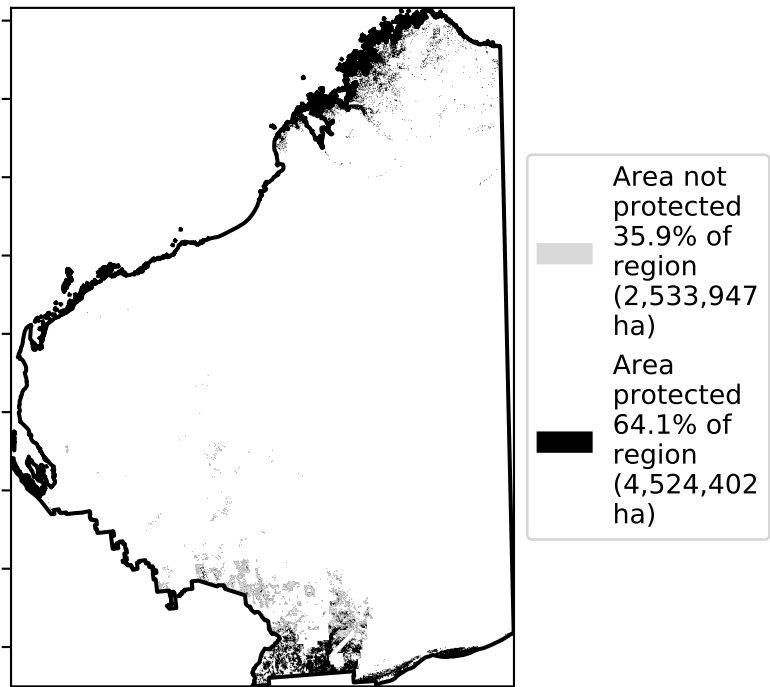 Area not
protected
35.9% of
region
(2,533,947
ha)
Area
protected
64.1% of
region
(4,524,402
ha)